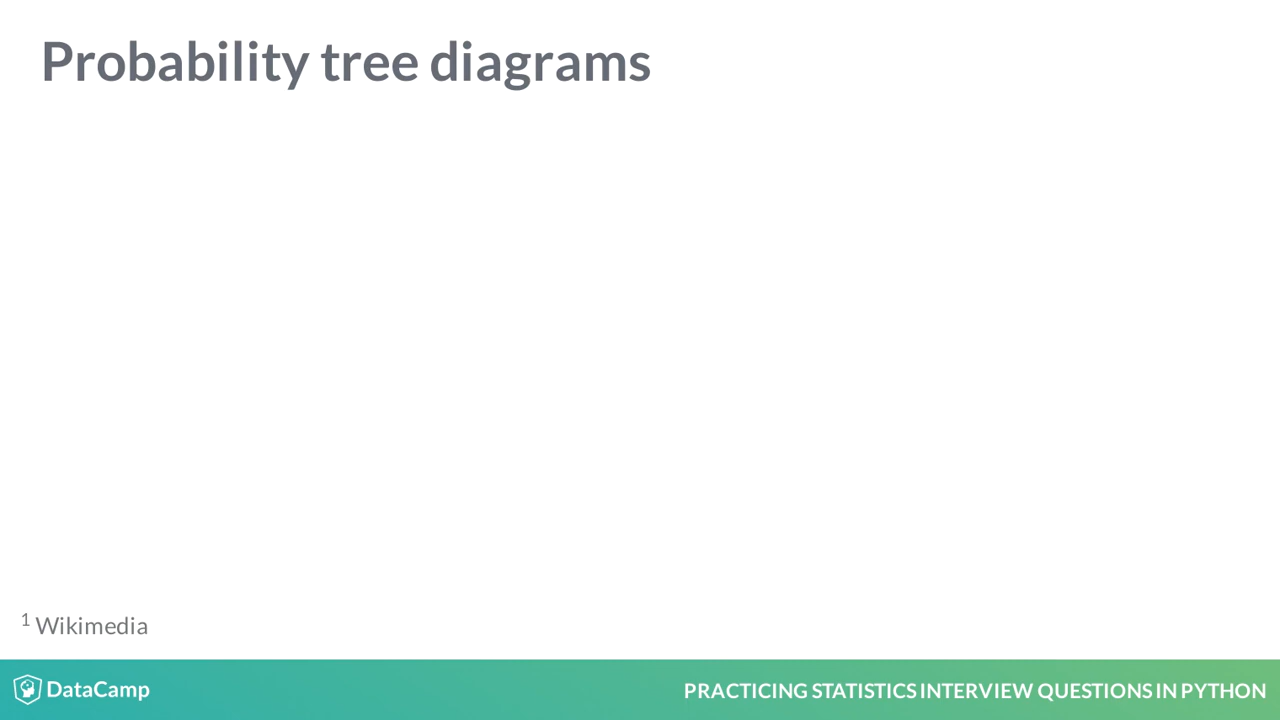 Probability tree diagrams
1 Wikimedia
DataCamp
PRACTICING STATISTICS INTERVIEW QUESTIONS IN PYTHON